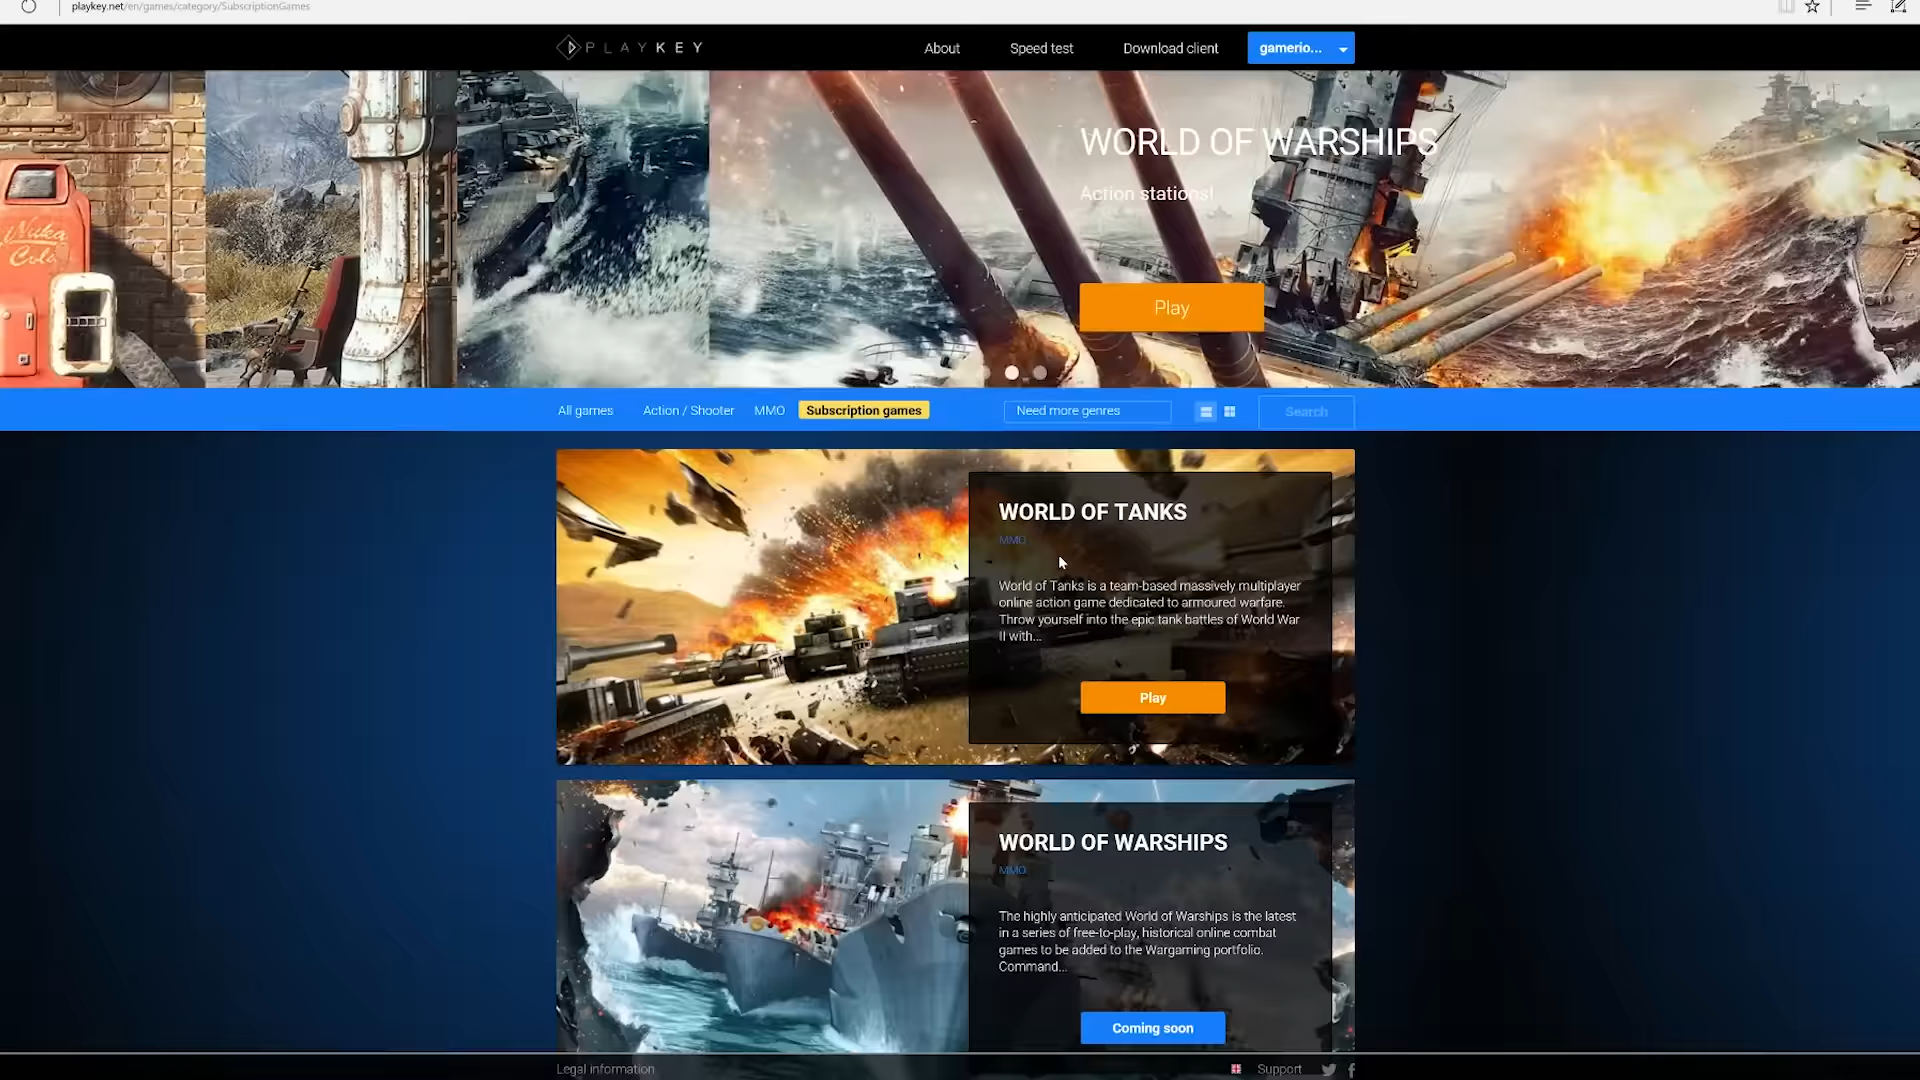 playkey.net/en/games/category/SubscriptionGames
PLAYKEY
About
Speed test
Download client
gamerio...
WORLD OF WARSHIPS
Action stations!
Nuka
Cola
Play
All games
Action / Shooter
MMO
Subscription games
Need more genres
Search
WORLD OF TANKS
MMO
World of Tanks is a team-based massively multiplayer
online action game dedicated to armoured warfare.
Throw yourself into the epic tank battles of World War
II with...
Play
WORLD OF WARSHIPS
MMO
The highly anticipated World of Warships is the latest
in a series of free-to-play, historical online combat
games to be added to the Wargaming portfolio.
Command...
Coming soon
Legal information
Support